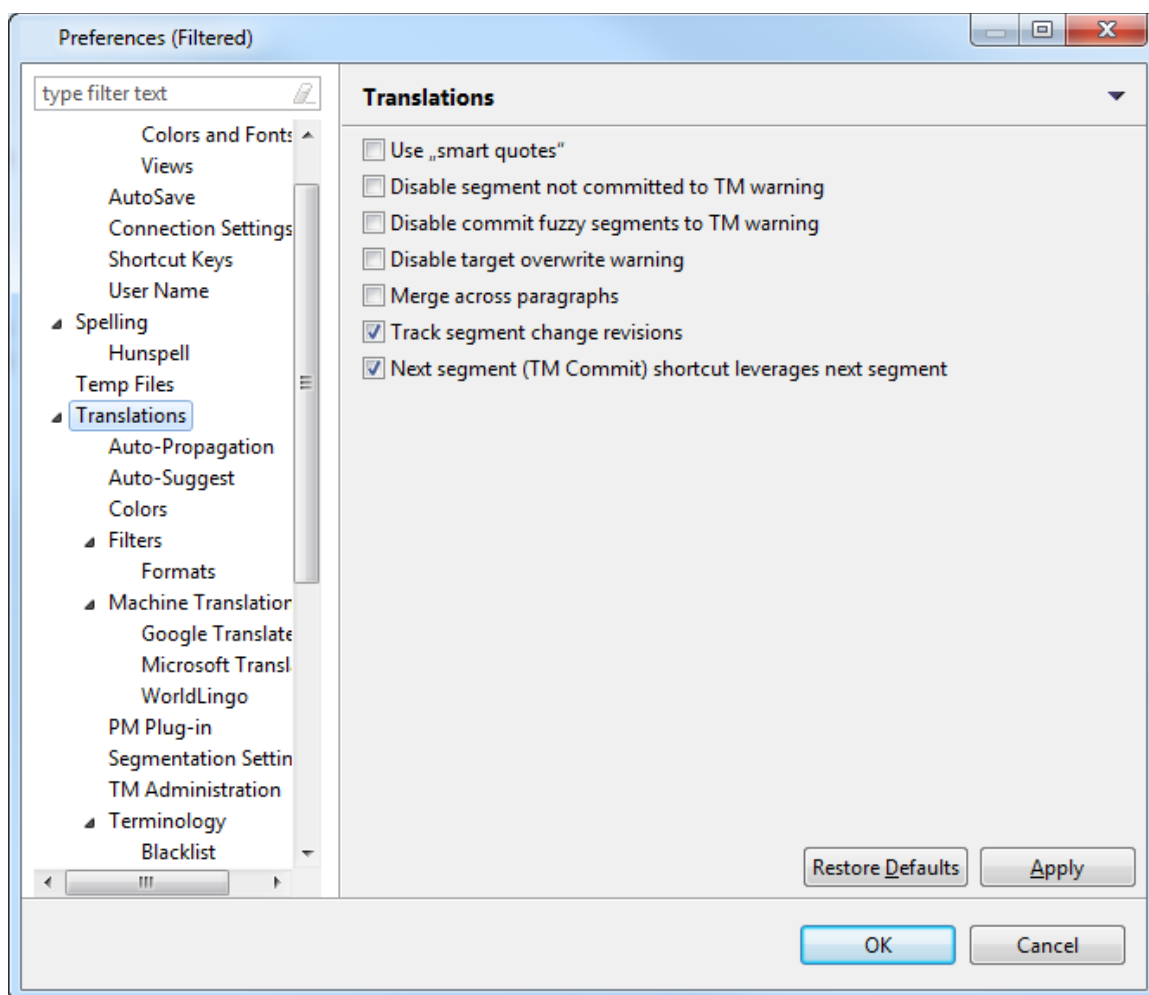 Preferences (Filtered)
type filter text
Colors and Fonts
Views
AutoSave
Connection Settings
Shortcut Keys
User Name
Spelling
Hunspell
Temp Files
Translations
Auto-Propagation
Auto-Suggest
Colors
Filters
Formats
Machine Translation
Google Translate
Microsoft Transl
WorldLingo
PM Plug-in
Segmentation Settin
TM Administration
Terminology
Blacklist
Translations
Use „smart quotes“
Disable segment not committed to TM warning
Disable commit fuzzy segments to TM warning
Disable target overwrite warning
Merge across paragraphs
Track segment change revisions
Next segment (TM Commit) shortcut leverages next segment
Restore Defaults
Apply
OK
Cancel